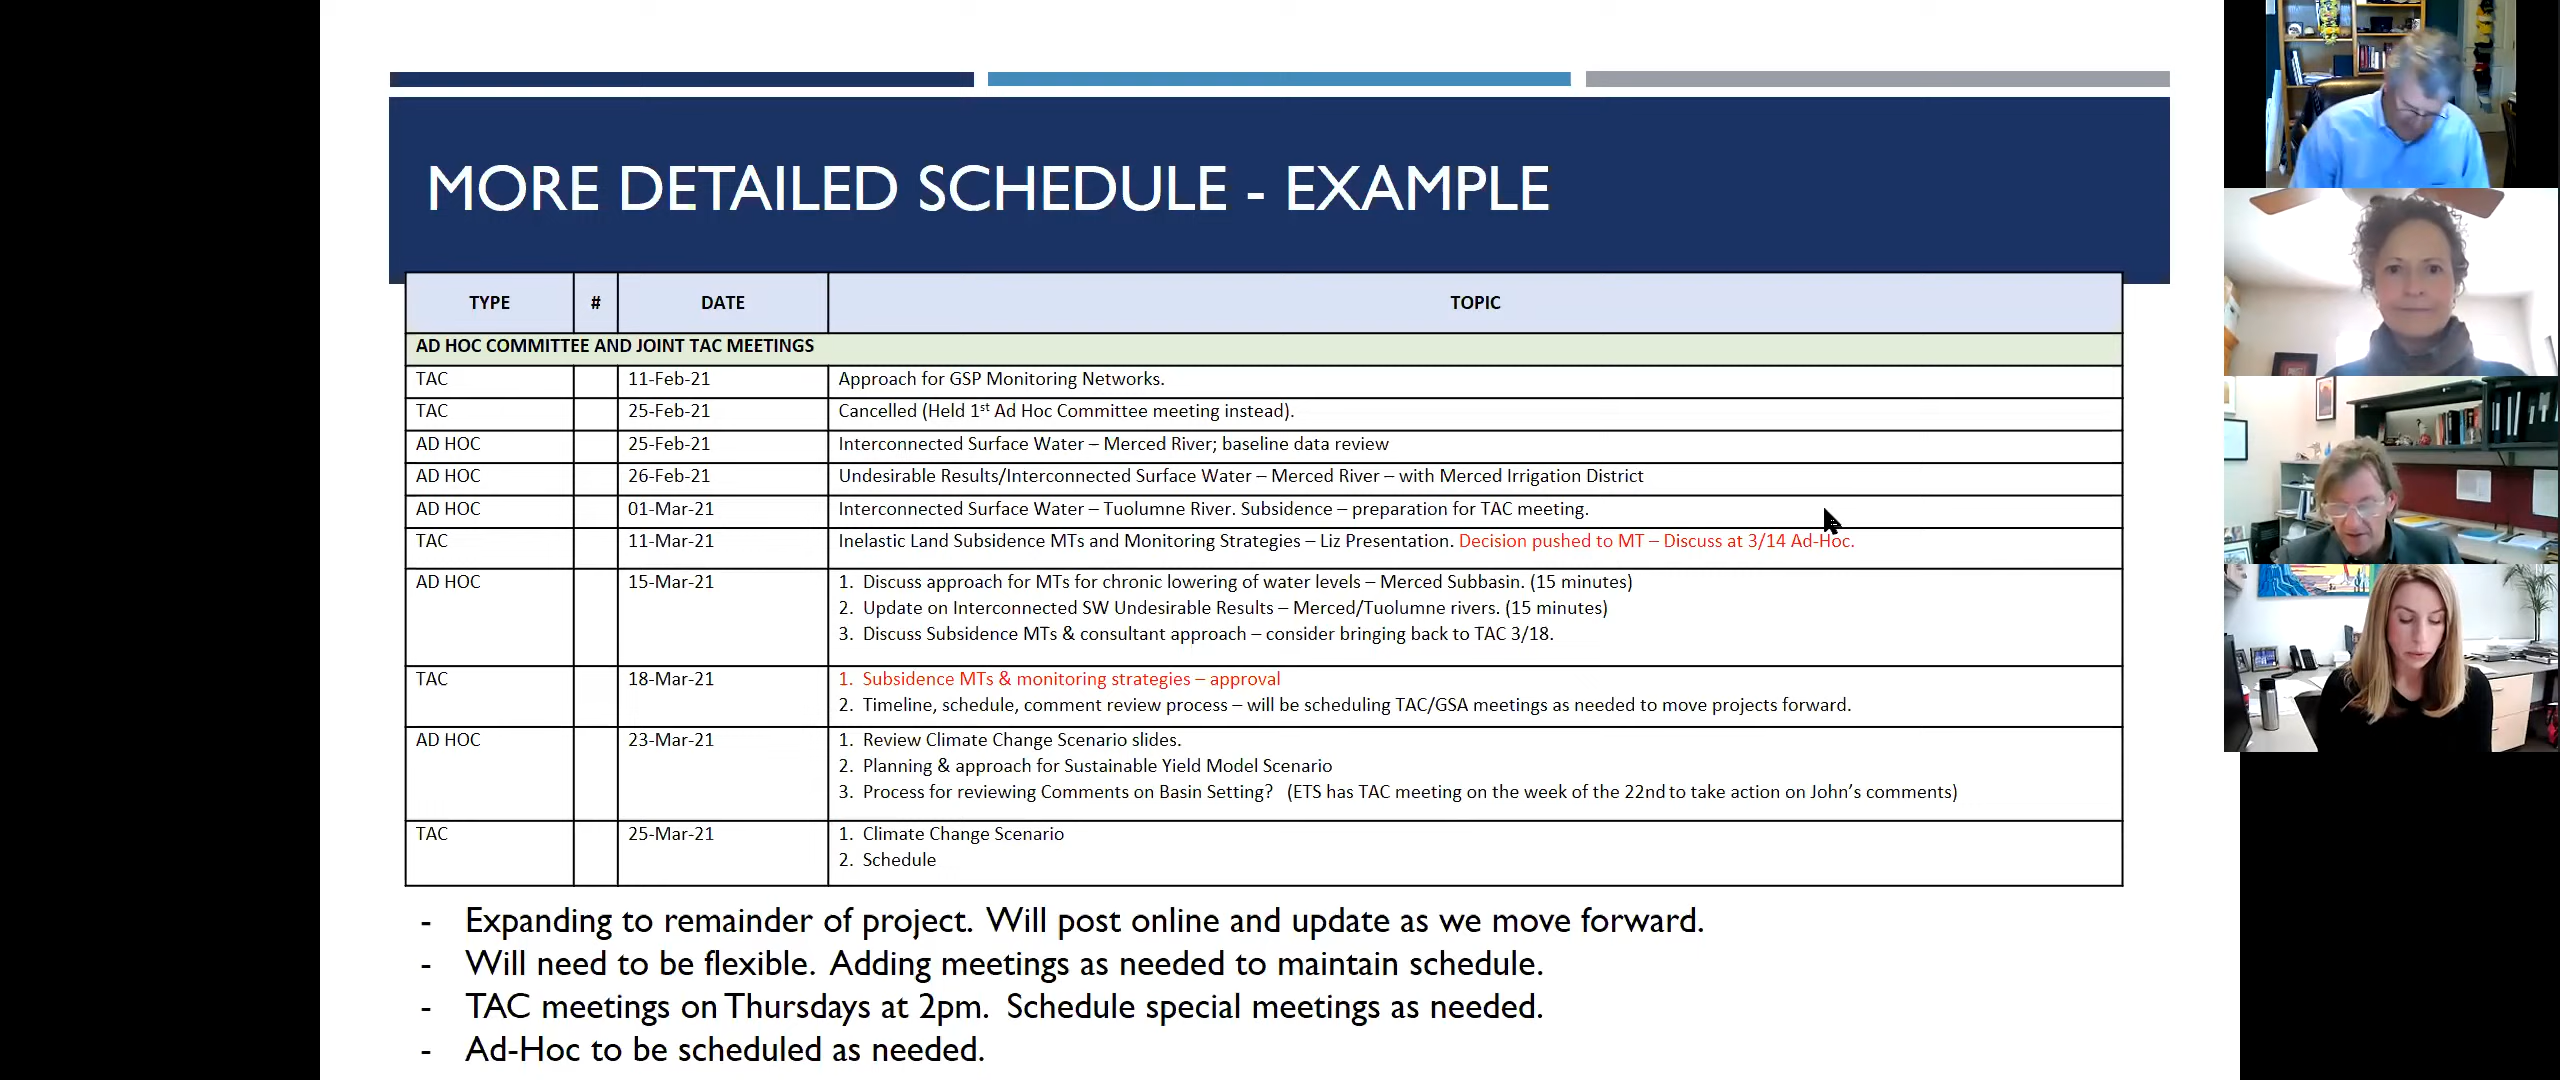 MORE DETAILED SCHEDULE - EXAMPLE
TYPE # DATE TOPIC
AD HOC COMMITTEE AND JOINT TAC MEETINGS
TAC 11-Feb-21 Approach for GSP Monitoring Networks.
TAC 25-Feb-21 Cancelled (Held 1st Ad Hoc Committee meeting instead).
AD HOC 25-Feb-21 Interconnected Surface Water – Merced River; baseline data review
AD HOC 26-Feb-21 Undesirable Results/Interconnected Surface Water – Merced River – with Merced Irrigation District
AD HOC 01-Mar-21 Interconnected Surface Water – Tuolumne River. Subsidence – preparation for TAC meeting.
TAC 11-Mar-21 Inelastic Land Subsidence MTs and Monitoring Strategies – Liz Presentation. Decision pushed to MT – Discuss at 3/14 Ad-Hoc.
AD HOC 15-Mar-21 1. Discuss approach for MTs for chronic lowering of water levels – Merced Subbasin. (15 minutes)
2. Update on Interconnected SW Undesirable Results – Merced/Tuolumne rivers. (15 minutes)
3. Discuss Subsidence MTs & consultant approach – consider bringing back to TAC 3/18.
TAC 18-Mar-21 1. Subsidence MTs & monitoring strategies – approval
2. Timeline, schedule, comment review process – will be scheduling TAC/GSA meetings as needed to move projects forward.
AD HOC 23-Mar-21 1. Review Climate Change Scenario slides.
2. Planning & approach for Sustainable Yield Model Scenario
3. Process for reviewing Comments on Basin Setting? (ETS has TAC meeting on the week of the 22nd to take action on John's comments)
TAC 25-Mar-21 1. Climate Change Scenario
2. Schedule
- Expanding to remainder of project. Will post online and update as we move forward.
- Will need to be flexible. Adding meetings as needed to maintain schedule.
- TAC meetings on Thursdays at 2pm. Schedule special meetings as needed.
- Ad-Hoc to be scheduled as needed.